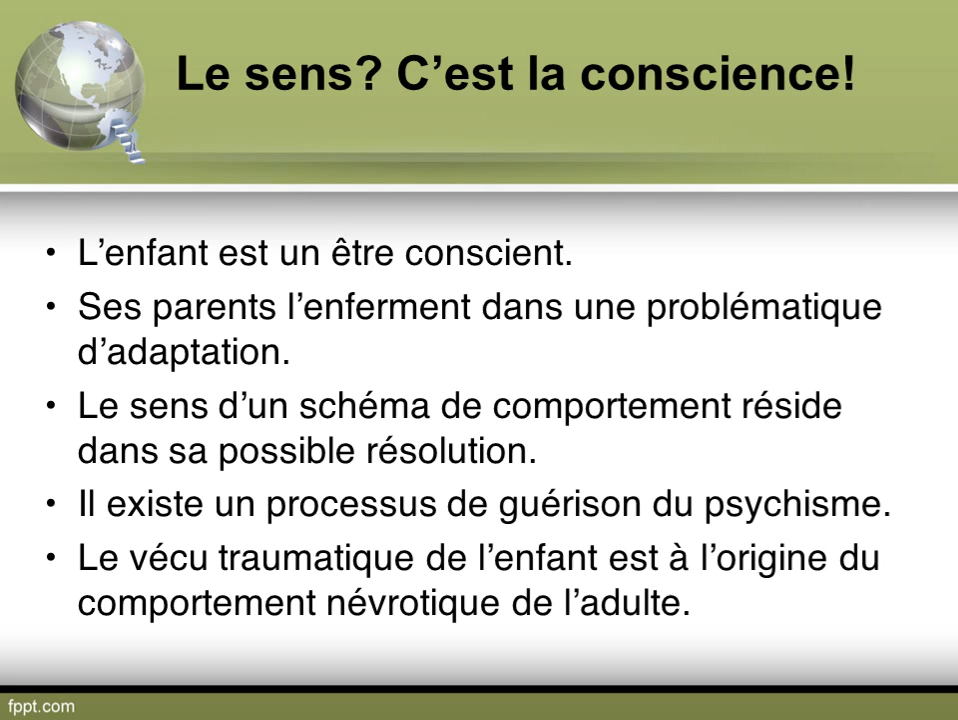 Le sens? C’est la conscience!
• L’enfant est un être conscient.
• Ses parents l’enferment dans une problématique
d’adaptation.
• Le sens d’un schéma de comportement réside
dans sa possible résolution.
• Il existe un processus de guérison du psychisme.
• Le vécu traumatique de l’enfant est à l’origine du
comportement névrotique de l’adulte.
fppt.com